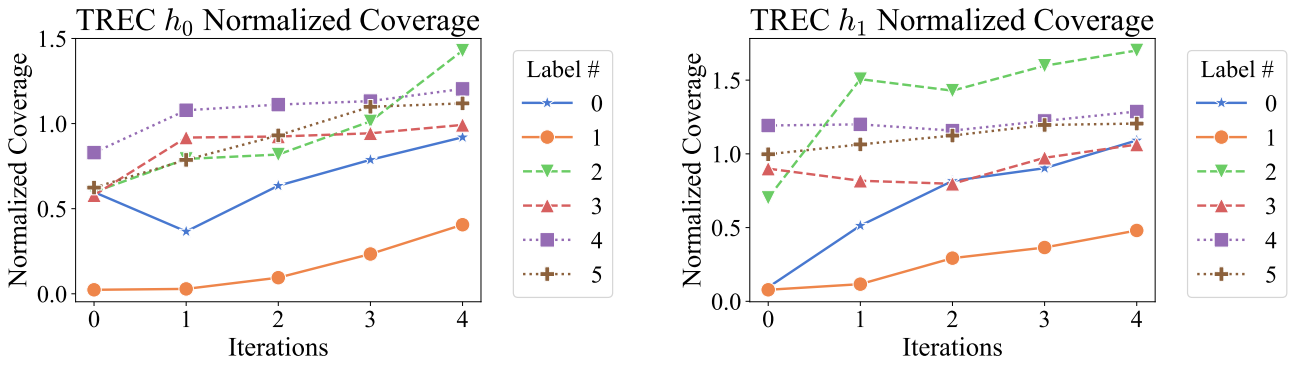 TREC h₀ Normalized Coverage
Normalized Coverage
1.5
1.0
0.5
0.0
0 1 2 3 4
Iterations
Label #
0
1
2
3
4
5
TREC h₁ Normalized Coverage
Normalized Coverage
1.5
1.0
0.5
0.0
0 1 2 3 4
Iterations
Label #
0
1
2
3
4
5